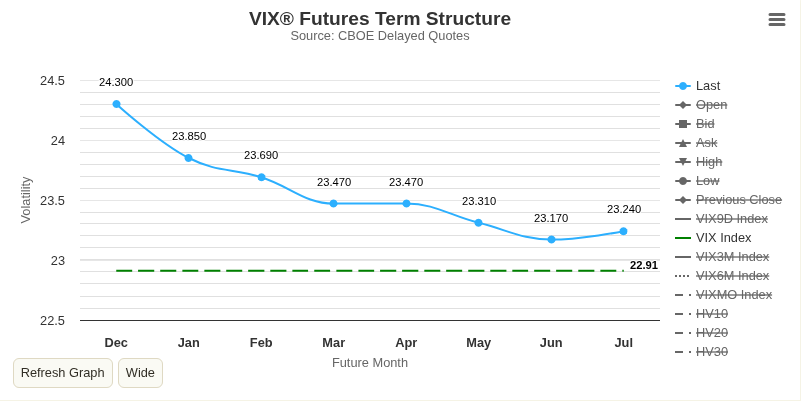 VIX® Futures Term Structure
Source: CBOE Delayed Quotes
24.5
24
23.5
23
22.5
Volatility
24.300
23.850
23.690
23.470
23.470
23.310
23.170
23.240
22.91
Dec Jan Feb Mar Apr May Jun Jul
Future Month
Last
Open
Bid
Ask
High
Low
Previous Close
VIX9D Index
VIX Index
VIX3M Index
VIX6M Index
VIXMO Index
HV10
HV20
HV30
Refresh Graph Wide